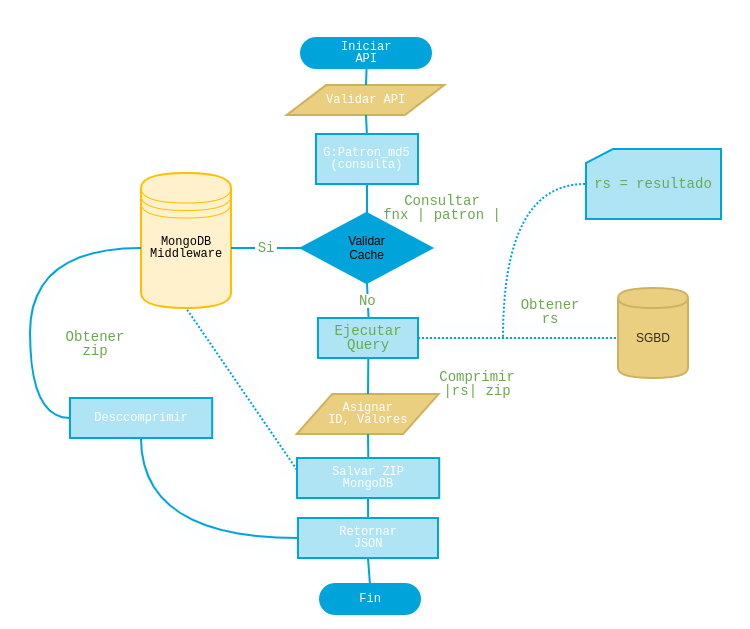 Iniciar
API
Validar API
G:Patron_md5
(consulta)
rs = resultado
Consultar
fnx | patron |
MongoDB
Middleware
Si
Validar
Cache
No
Obtener
rs
Ejecutar
Query
SGBD
Obtener
zip
Comprimir
|rs| zip
Desccomprimir
Asignar
ID, Valores
Salvar ZIP
MongoDB
Retornar
JSON
Fin